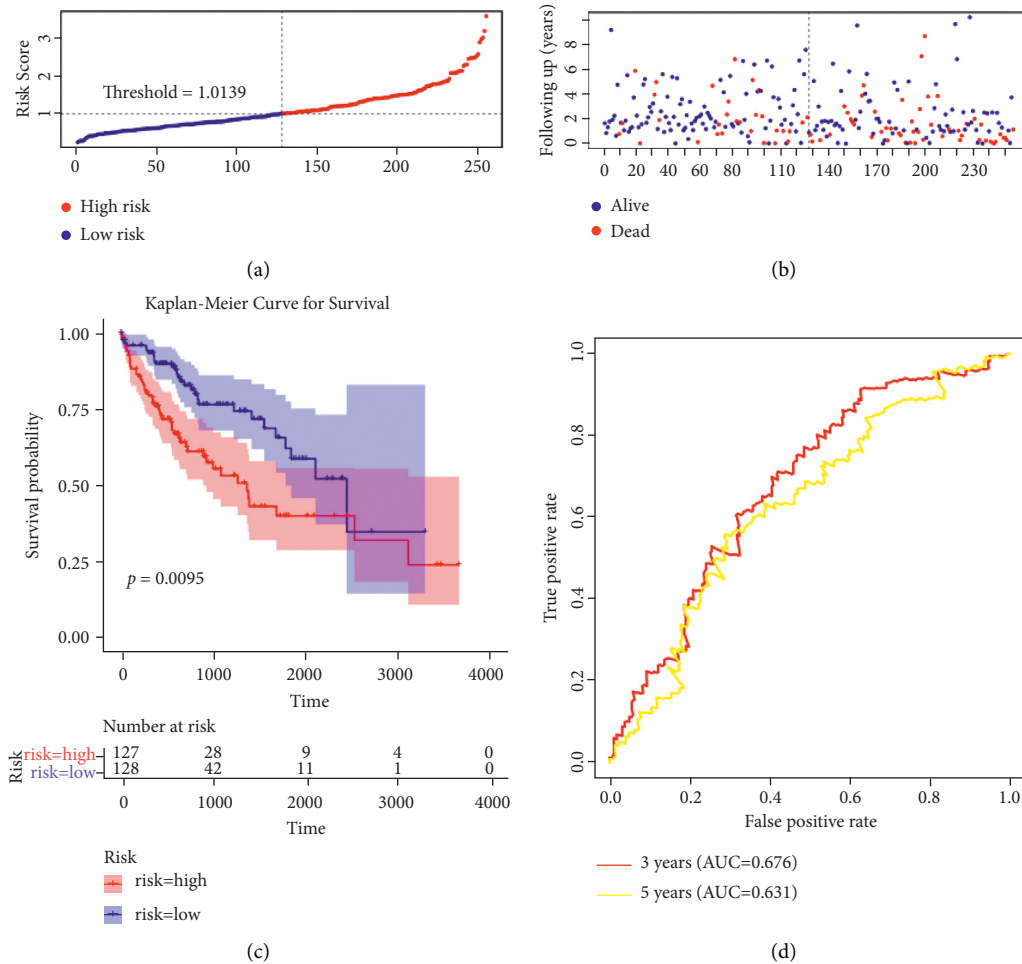 Risk Score
3
2
1
Threshold = 1.0139
0 50 100 150 200 250
High risk
Low risk
(a)
Following up (years)
8
6
4
2
0
0 20 40 60 80 100 120 140 170 200 230
Alive
Dead
(b)
Kaplan-Meier Curve for Survival
Survival probability
1.00
0.75
0.50
0.25
0.00
p = 0.0095
0 1000 2000 3000 4000
Time
Number at risk
Risk
risk=high 127 28 9 4 0
risk=low 128 42 11 1 0
0 1000 2000 3000 4000
Time
Risk
risk=high
risk=low
(c)
True positive rate
1.0
0.8
0.6
0.4
0.2
0.0
0.0 0.2 0.4 0.6 0.8 1.0
False positive rate
3 years (AUC=0.676)
5 years (AUC=0.631)
(d)